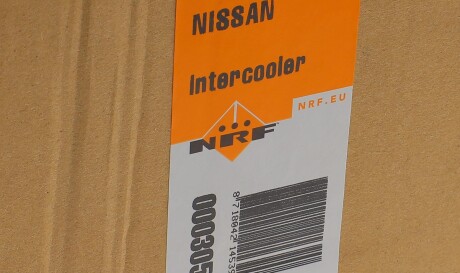 NISSAN
Intercooler
NRF.EU
NRF